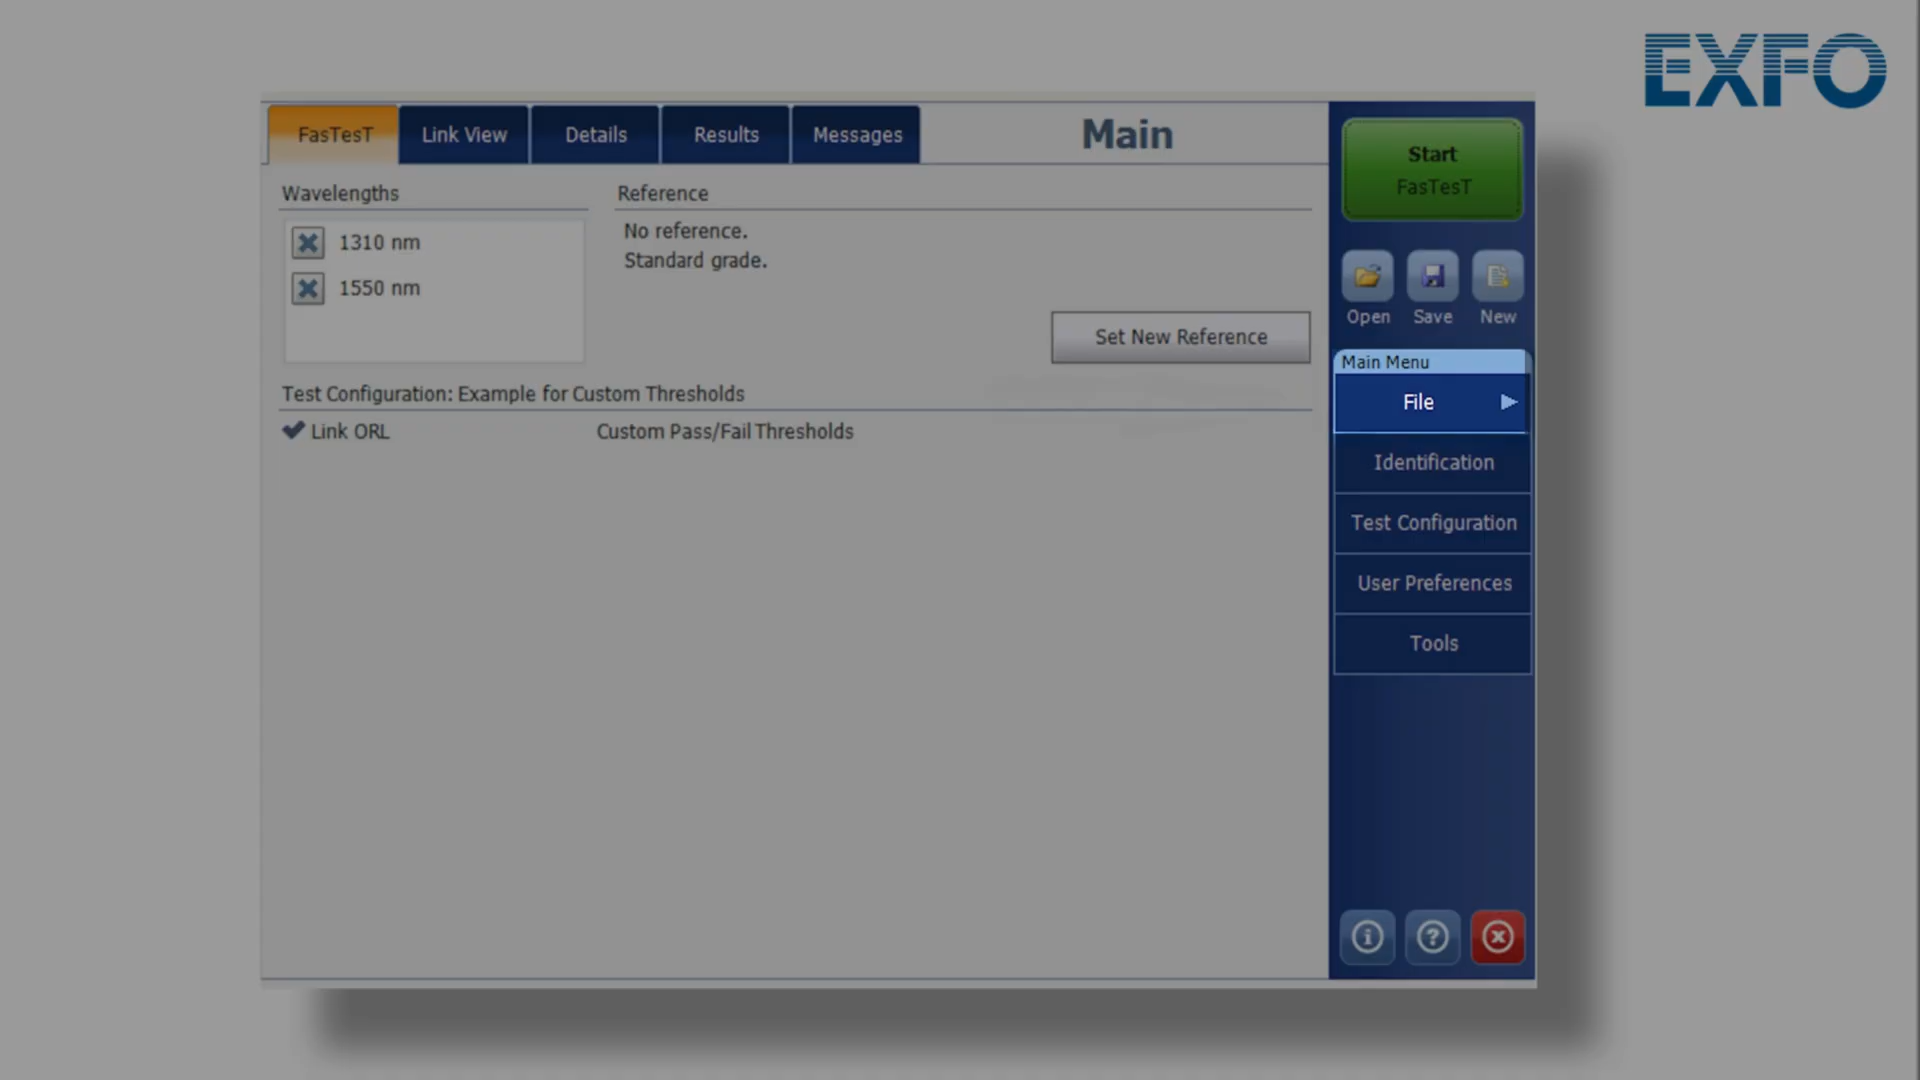 EXFO
FasTesT
Link View
Details
Results
Messages
Main
Wavelengths
1310 nm
1550 nm
Reference
No reference.
Standard grade.
Set New Reference
Test Configuration: Example for Custom Thresholds
Link ORL
Custom Pass/Fail Thresholds
Start
FasTesT
Open
Save
New
Main Menu
File
Identification
Test Configuration
User Preferences
Tools